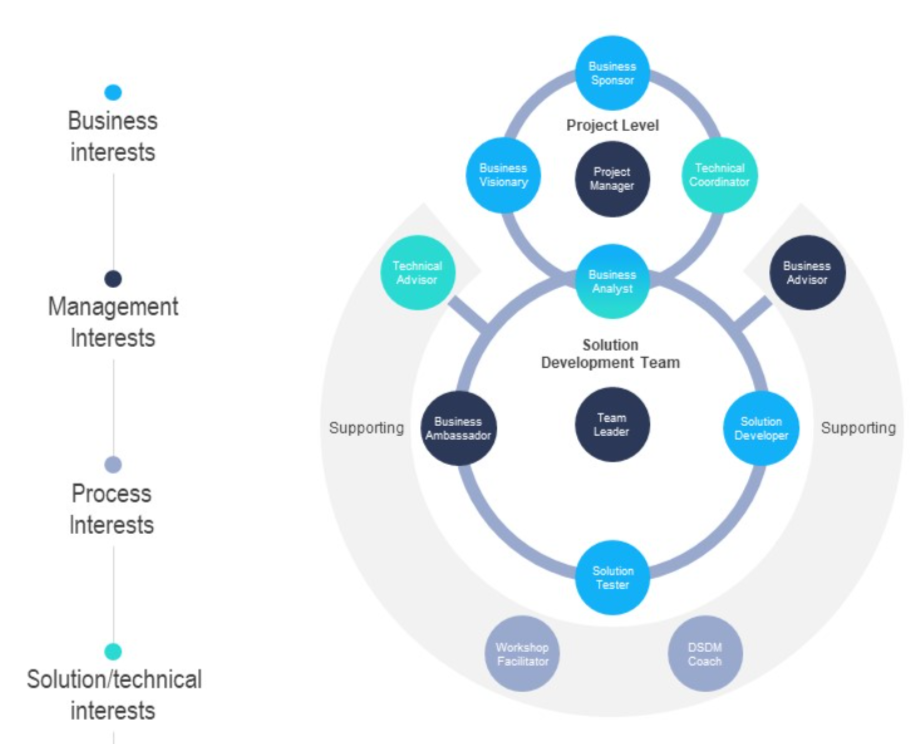 Business
interests
Management
Interests
Process
Interests
Solution/technical
interests
Business
Sponsor
Project Level
Business
Visionary
Project
Manager
Technical
Coordinator
Technical
Advisor
Business
Analyst
Business
Advisor
Solution
Development Team
Supporting
Business
Ambassador
Team
Leader
Solution
Developer
Supporting
Solution
Tester
Workshop
Facilitator
DSDM
Coach